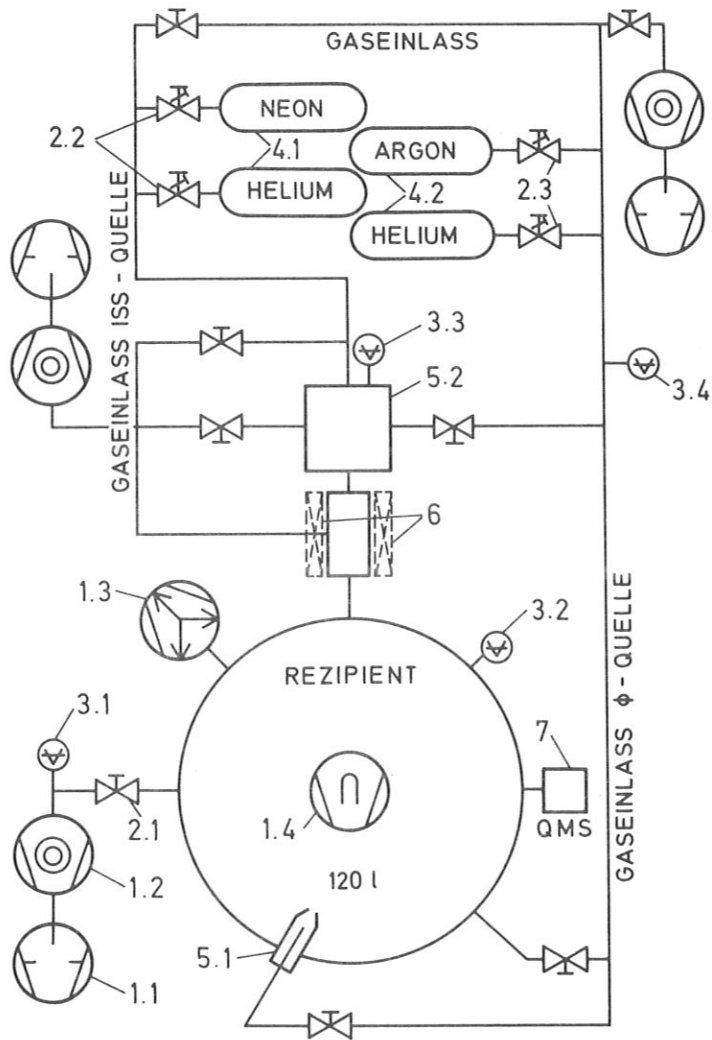 GASEINLASS
NEON
2.2
4.1
ARGON
HELIUM
4.2
2.3
HELIUM
GASEINLASS ISS - QUELLE
3.3
5.2
3.4
6
1.3
3.2
REZIPIENT
GASEINLASS ϕ - QUELLE
3.1
7
2.1
1.4
QMS
1.2
120 l
5.1
1.1